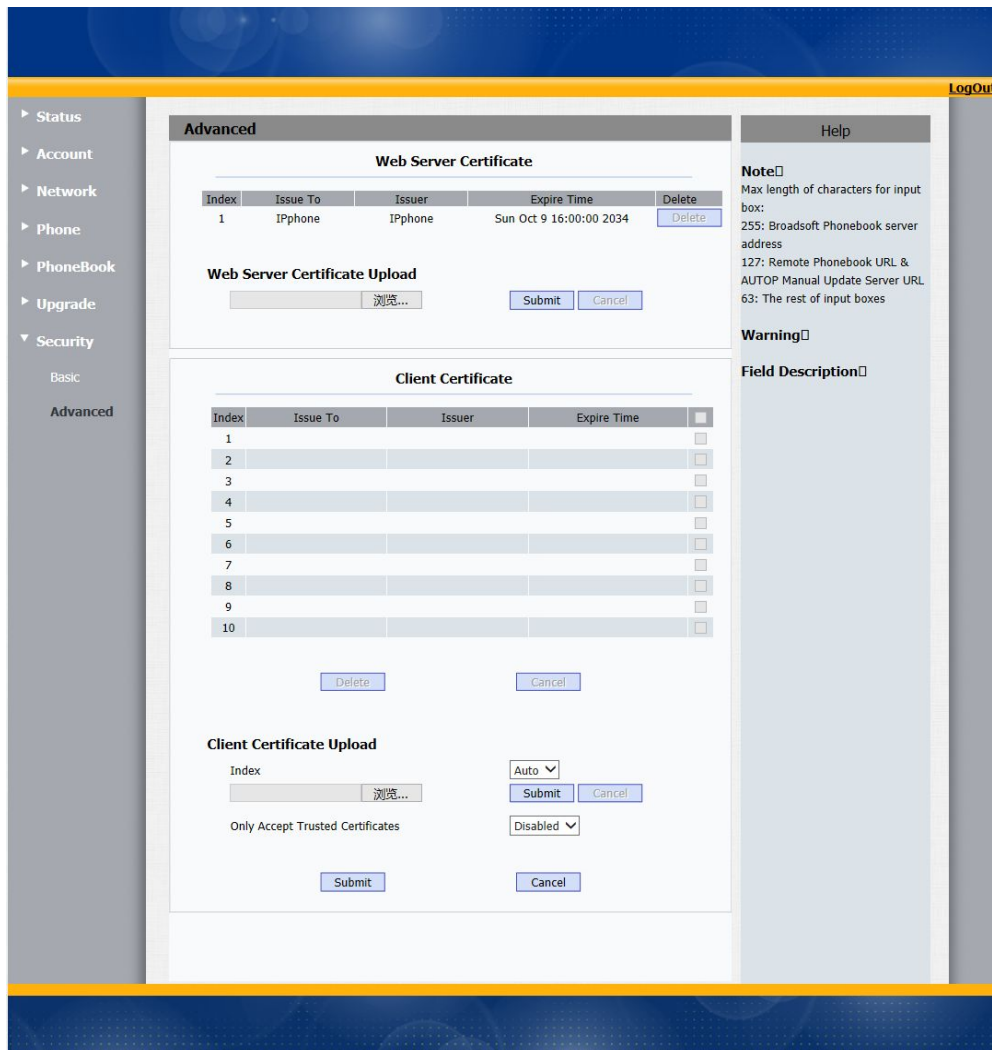 LogOut
Status
Account
Network
Phone
PhoneBook
Upgrade
Security
Basic
Advanced
Advanced
Web Server Certificate
Index Issue To Issuer Expire Time Delete
1 IPphone IPphone Sun Oct 9 16:00:00 2034 Delete
Web Server Certificate Upload
浏览... Submit Cancel
Client Certificate
Index Issue To Issuer Expire Time
1
2
3
4
5
6
7
8
9
10
Delete Cancel
Client Certificate Upload
Index Auto
浏览... Submit Cancel
Only Accept Trusted Certificates Disabled
Submit Cancel
Help
Note
Max length of characters for input
box:
255: Broadsoft Phonebook server
address
127: Remote Phonebook URL &
AUTOP Manual Update Server URL
63: The rest of input boxes
Warning
Field Description